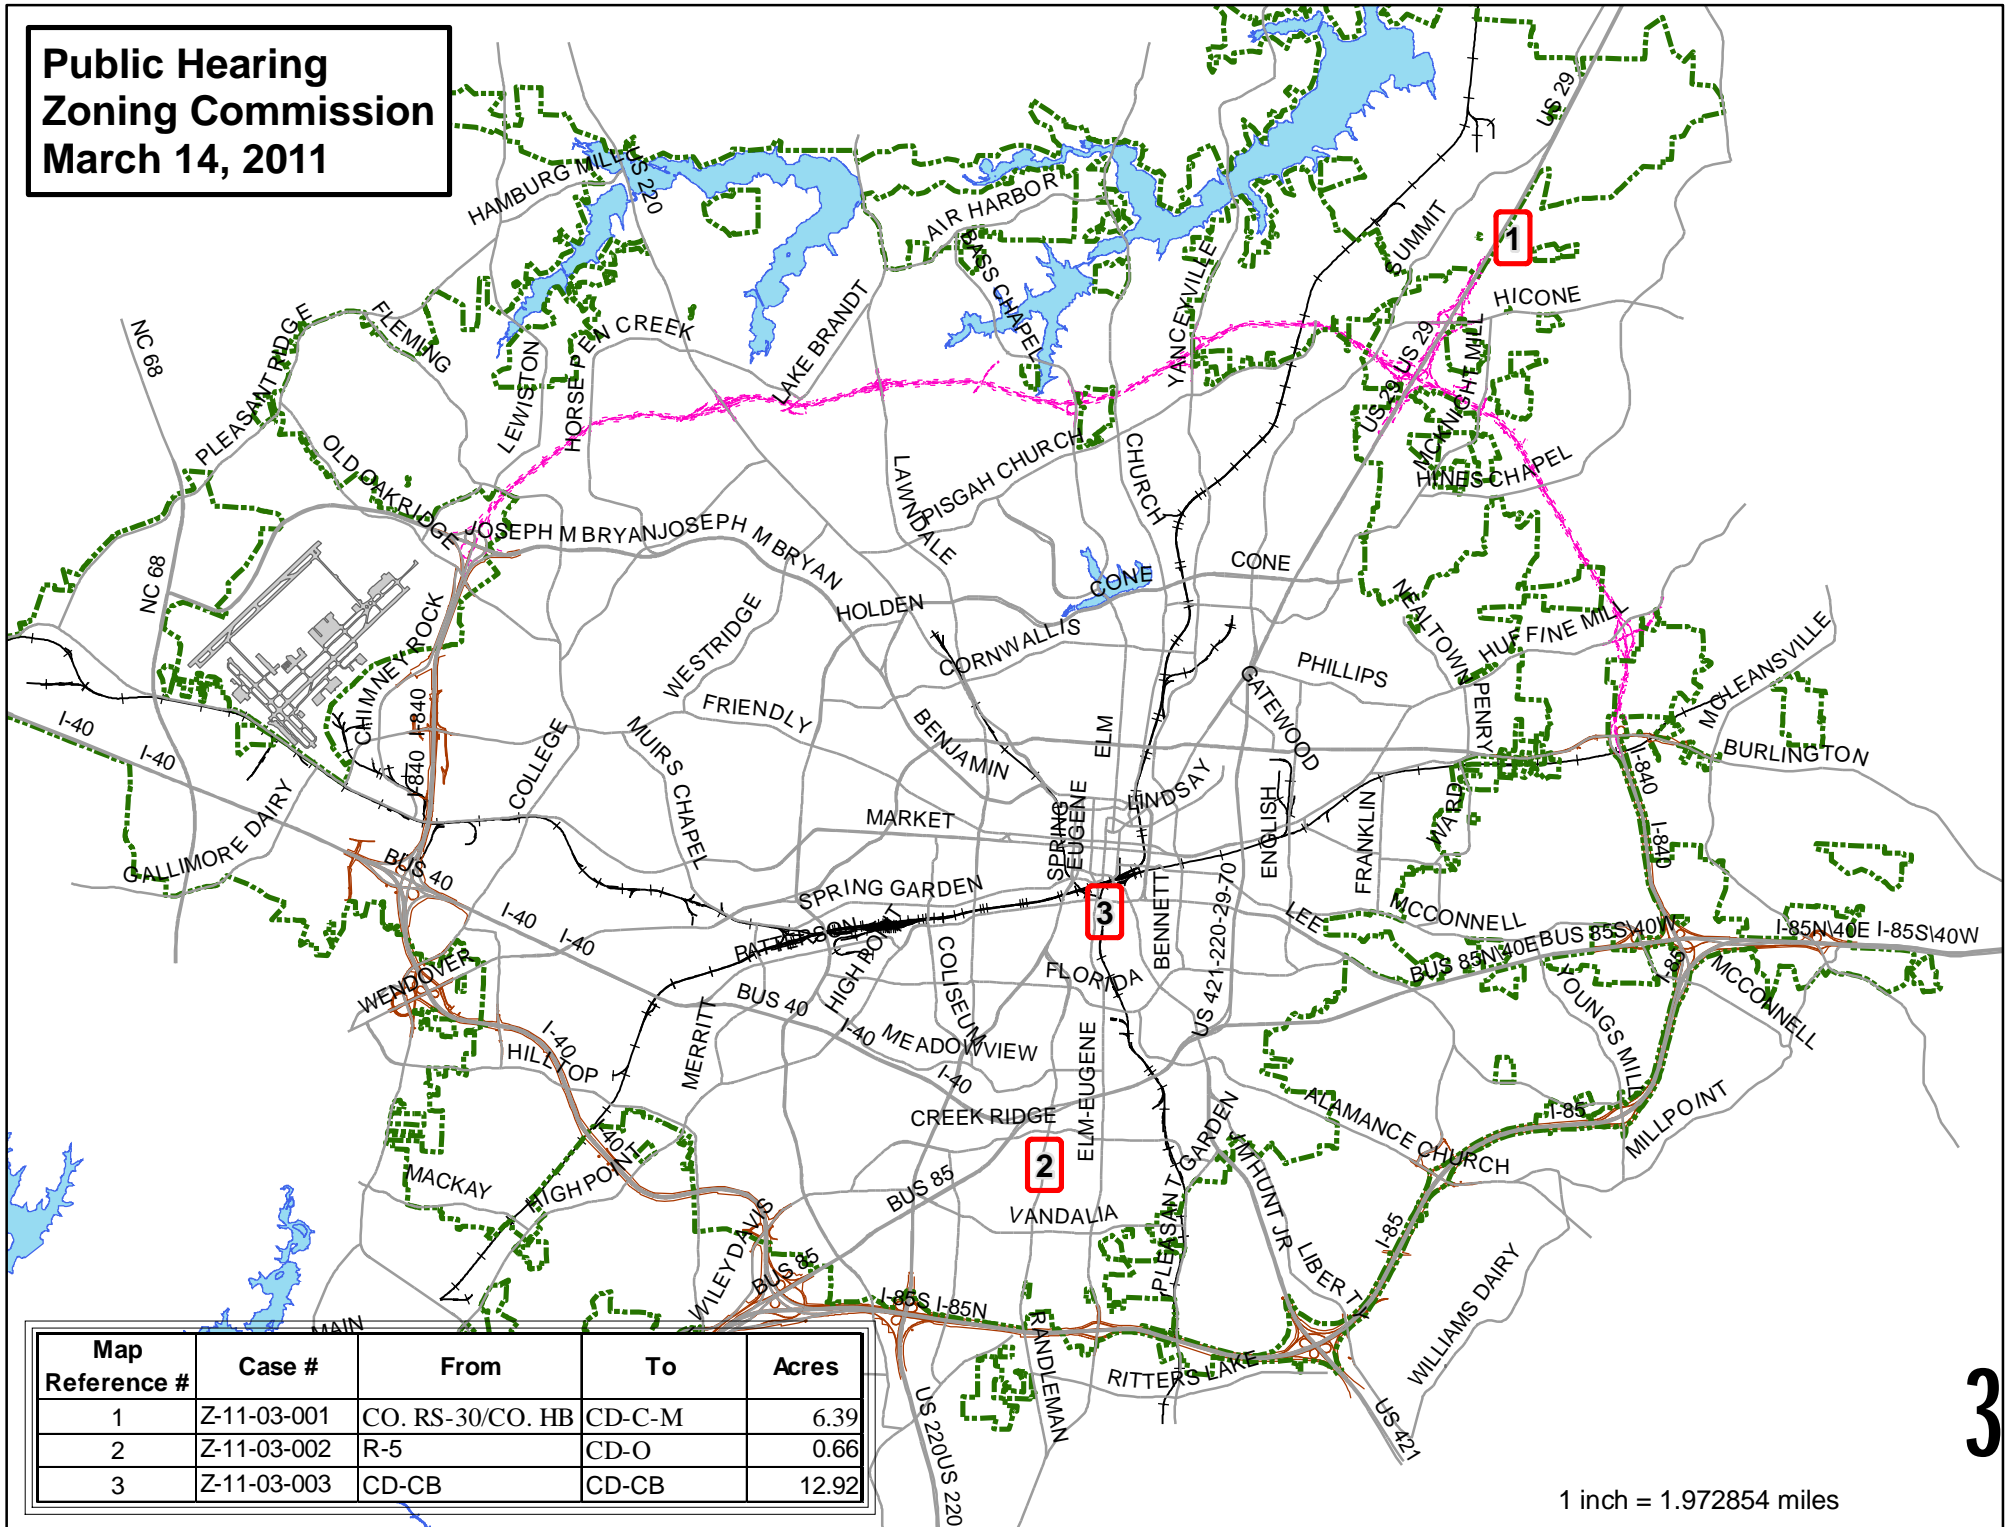 Public Hearing
Zoning Commission
March 14, 2011
US 29
HAMBURG MILL
US 220
AIR HARBOR
BASS CHAPEL
SUMMIT
1
YANCEYVILLE
HICONE
NC 68
PLEASANT RIDGE
FLEMING
LEWISTON
HORSE PEN CREEK
LAKE BRANDT
US 29 US 29
MCKNIGHT MILL
HINES CHAPEL
OLD OAK RIDGE
LAWNDALE
PISGAH CHURCH
CHURCH
JOSEPH M BRYAN JOSEPH M BRYAN
NC 68
CONE
CONE
HOLDEN
CORNWALLIS
NEALTOWN
HUFFINE MILL
CHIMNEY ROCK
WESTRIDGE
FRIENDLY
PHILLIPS
GATEWOOD
PENRY
MCLEANSVILLE
I-40
I-40
I-840
I-840
COLLEGE
MUIRS CHAPEL
BENJAMIN
ELM
BURLINGTON
I-840
I-840
GALLIMORE DAIRY
MARKET
SPRING
EUGENE
LINDSAY
ENGLISH
FRANKLIN
WARD
BUS 40
I-40
I-40
SPRING GARDEN
PATTERSON
HIGH POINT
COLISEUM
3
BENNETT
US 421-220-29-70
LEE
MCCONNELL
BUS 85N\40E BUS 85S\40W
I-85N\40E I-85S\40W
WENDOVER
FLORIDA
I-85
MCCONNELL
YOUNGS MILL
BUS 40
I-40
MEADOWVIEW
I-40
HILLTOP
I-40
MERRITT
I-40
CREEK RIDGE
ELM-EUGENE
2
ALAMANCE CHURCH
I-85
MILLPOINT
MACKAY
HIGH POINT
BUS 85
VANDALIA
PLEASANT GARDEN
JMHUNT JR
LIBERTY
I-85
WILEY DAVIS
BUS 85
I-85S I-85N
RANDLEMAN
RITTERS LAKE
WILLIAMS DAIRY
US 421
US 220 US 220
MAIN
Map Reference # Case # From To Acres
1 Z-11-03-001 CO. RS-30/CO. HB CD-C-M 6.39
2 Z-11-03-002 R-5 CD-O 0.66
3 Z-11-03-003 CD-CB CD-CB 12.92
3
1 inch = 1.972854 miles